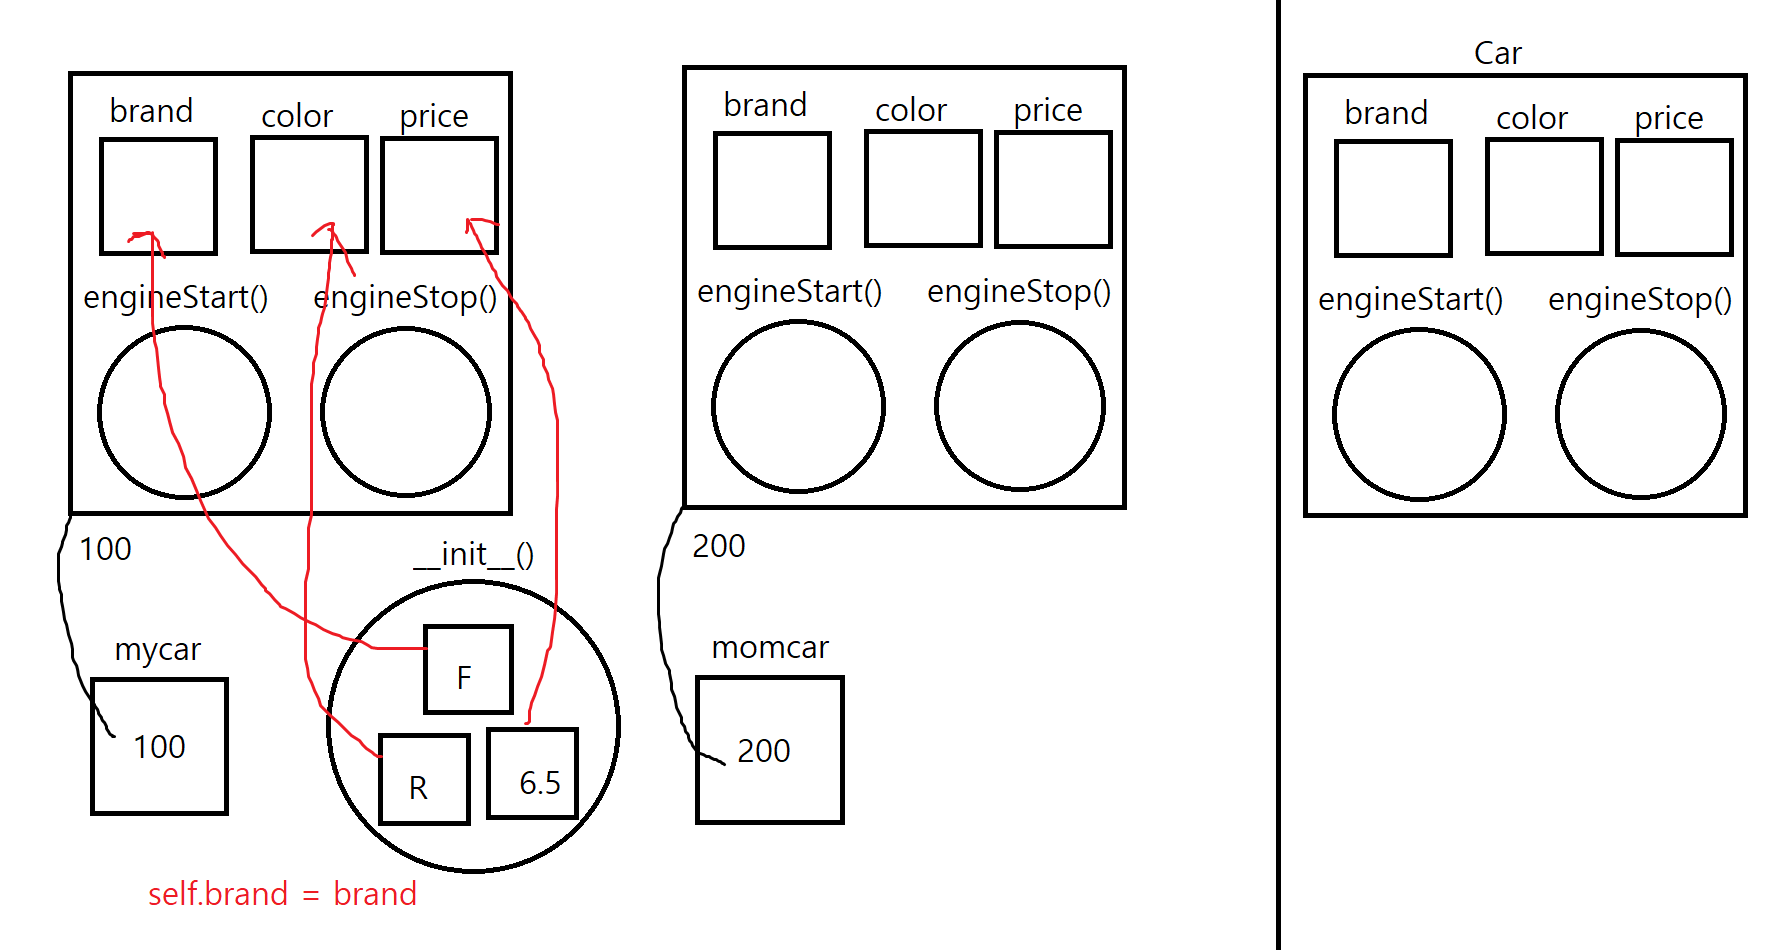 brand color price
engineStart() engineStop()
100
__init__()
mycar
100
F
R
6.5
self.brand = brand
brand color price
engineStart() engineStop()
200
momcar
200
Car
brand color price
engineStart() engineStop()